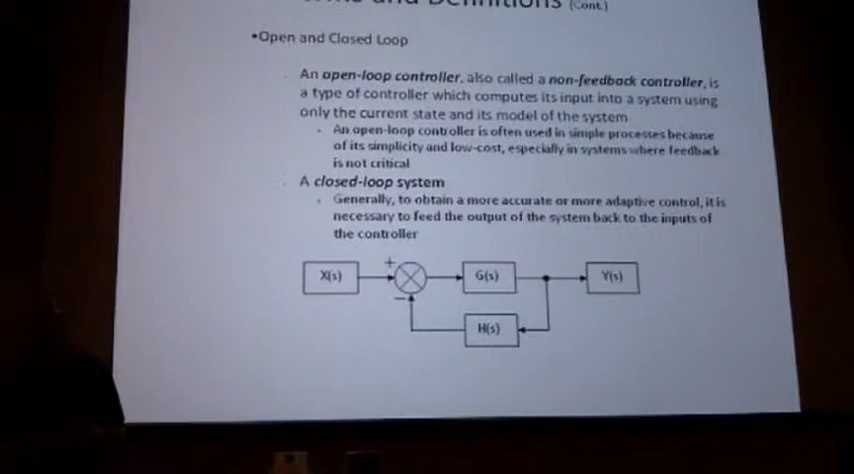 and Definitions (Cont.)
•Open and Closed Loop
An open-loop controller, also called a non-feedback controller, is
a type of controller which computes its input into a system using
only the current state and its model of the system
An open-loop controller is often used in simple processes because
of its simplicity and low-cost, especially in systems where feedback
is not critical
A closed-loop system
Generally, to obtain a more accurate or more adaptive control, it is
necessary to feed the output of the system back to the inputs of
the controller
X(s) + G(s) Y(s)
−
H(s)